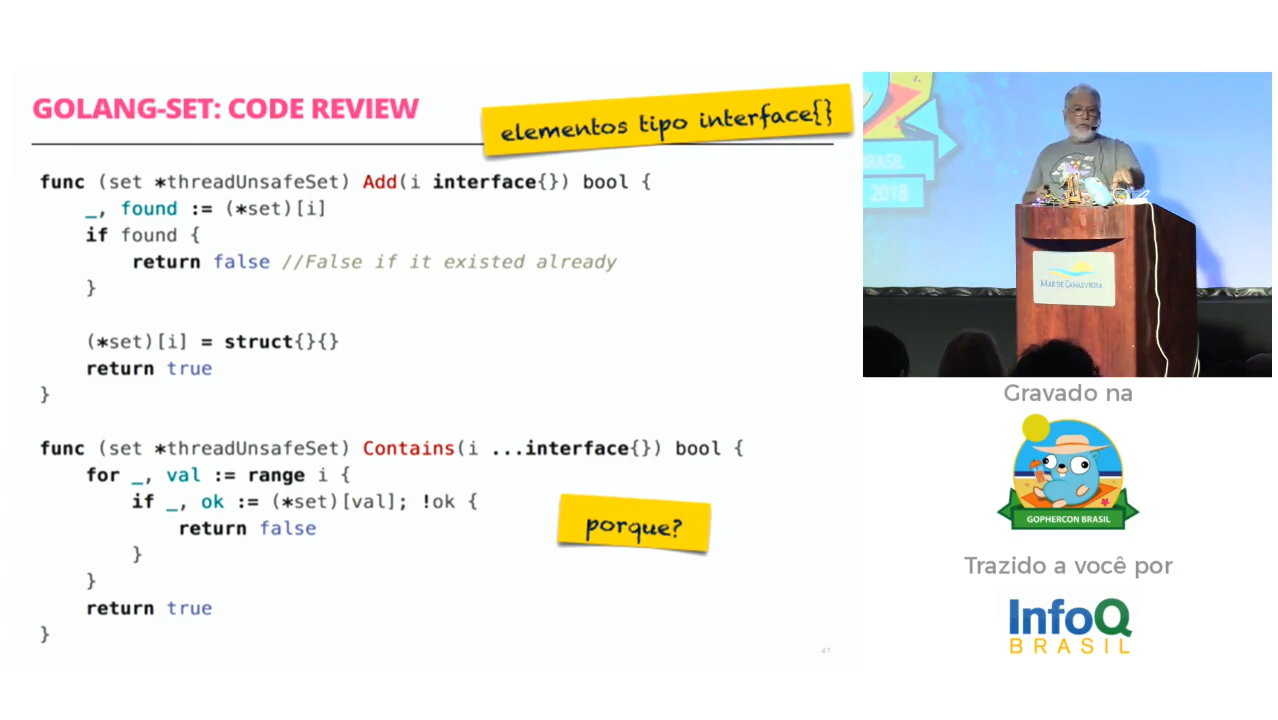 GOLANG-SET: CODE REVIEW
elementos tipo interface{}
func (set *threadUnsafeSet) Add(i interface{}) bool {
    _, found := (*set)[i]
    if found {
        return false //False if it existed already
    }
    (*set)[i] = struct{}{}
    return true
}
func (set *threadUnsafeSet) Contains(i ...interface{}) bool {
    for _, val := range i {
        if _, ok := (*set)[val]; !ok {
            return false
        }
    }
    return true
}
porque?
41
BRASIL
2018
MAR DE CANASVIEIRAS
Gravado na
GOPHERCON BRASIL
Trazido a você por
InfoQ
BRASIL